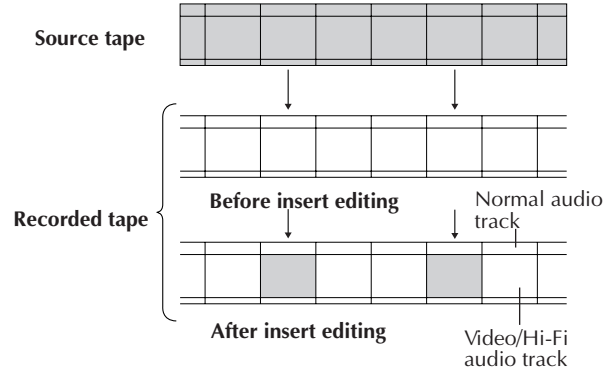 Source tape
Before insert editing
Normal audio
track
Recorded tape
After insert editing
Video/Hi-Fi
audio track